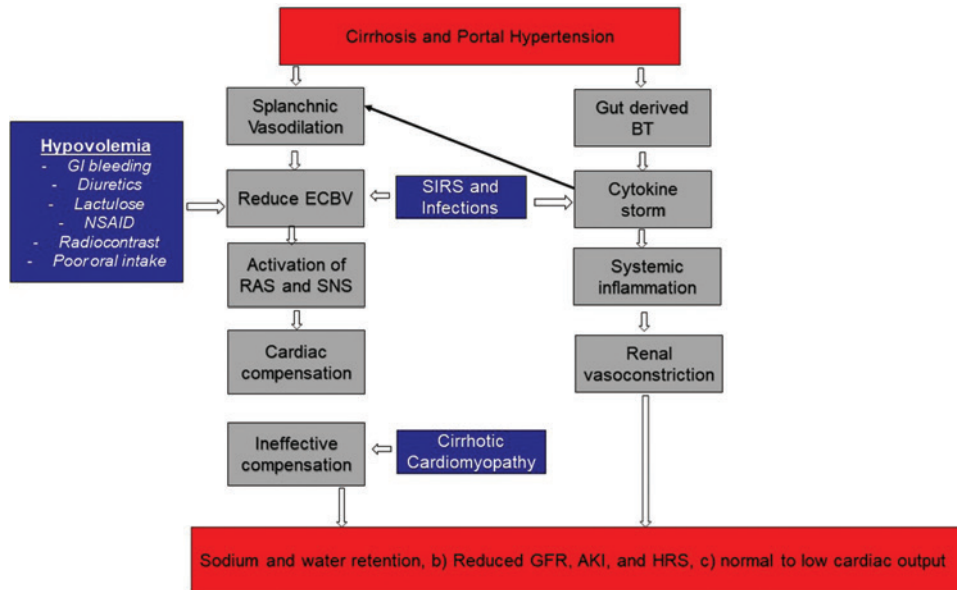 Cirrhosis and Portal Hypertension
Splanchnic
Vasodilation
Gut derived
BT
Hypovolemia
- GI bleeding
- Diuretics
- Lactulose
- NSAID
- Radiocontrast
- Poor oral intake
Reduce ECBV
SIRS and
Infections
Cytokine
storm
Activation of
RAS and SNS
Systemic
inflammation
Cardiac
compensation
Renal
vasoconstriction
Ineffective
compensation
Cirrhotic
Cardiomyopathy
Sodium and water retention, b) Reduced GFR, AKI, and HRS, c) normal to low cardiac output